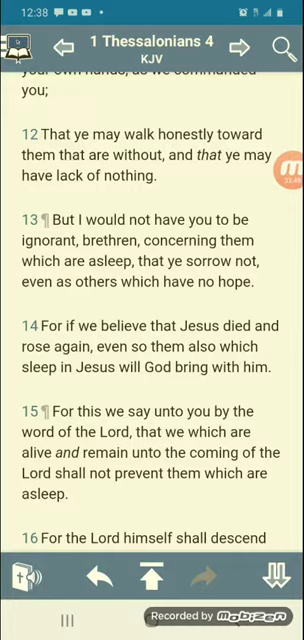 12:38
1 Thessalonians 4
KJV
your own hands, as we commanded
you;
12 That ye may walk honestly toward
them that are without, and that ye may
have lack of nothing.
13 ¶ But I would not have you to be
ignorant, brethren, concerning them
which are asleep, that ye sorrow not,
even as others which have no hope.
14 For if we believe that Jesus died and
rose again, even so them also which
sleep in Jesus will God bring with him.
15 ¶ For this we say unto you by the
word of the Lord, that we which are
alive and remain unto the coming of the
Lord shall not prevent them which are
asleep.
16 For the Lord himself shall descend
Recorded by Mobizen